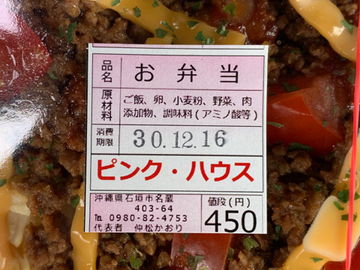 品名 お弁当
原材料 ご飯、卵、小麦粉、野菜、肉
添加物、調味料(アミノ酸等)
消費期限 30.12.16
ピンク・ハウス
沖縄県石垣市名蔵
403-64
℡ 0980-82-4753
代表者 仲松かおり
値段(円)
450